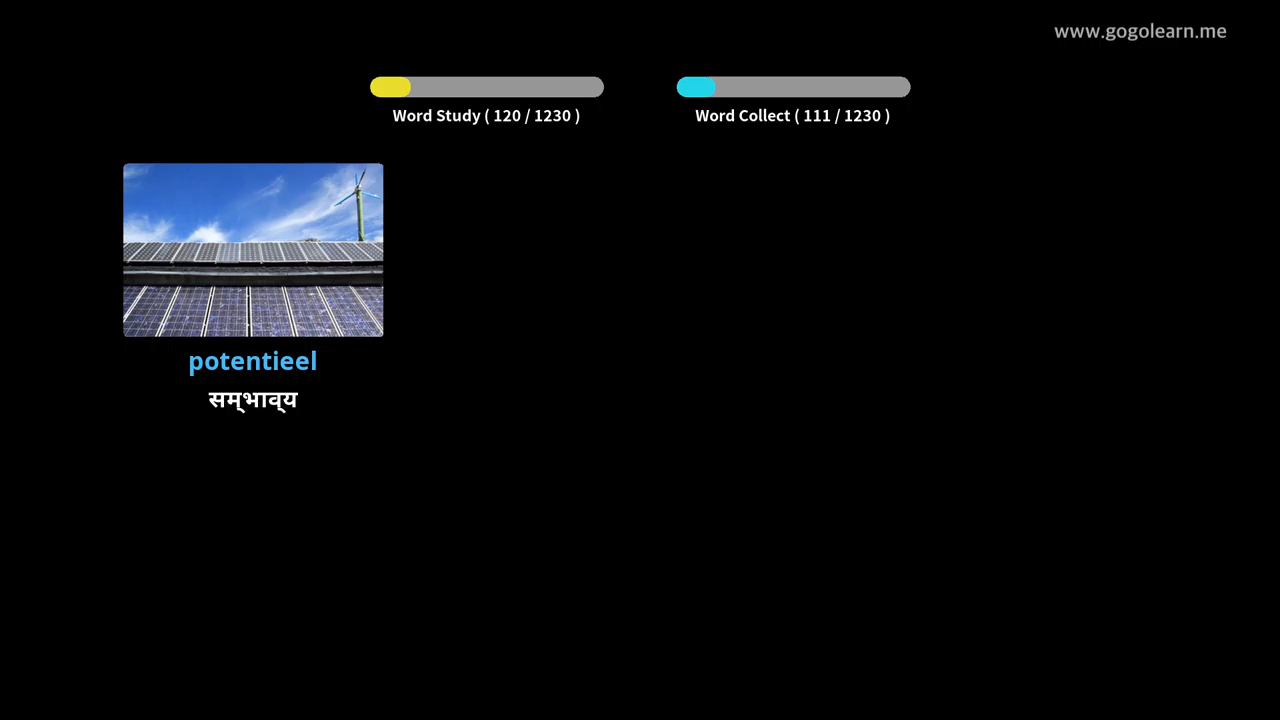 www.gogolearn.me
Word Study ( 120 / 1230 )
Word Collect ( 111 / 1230 )
potentieel
सम्‌भाव्‌य